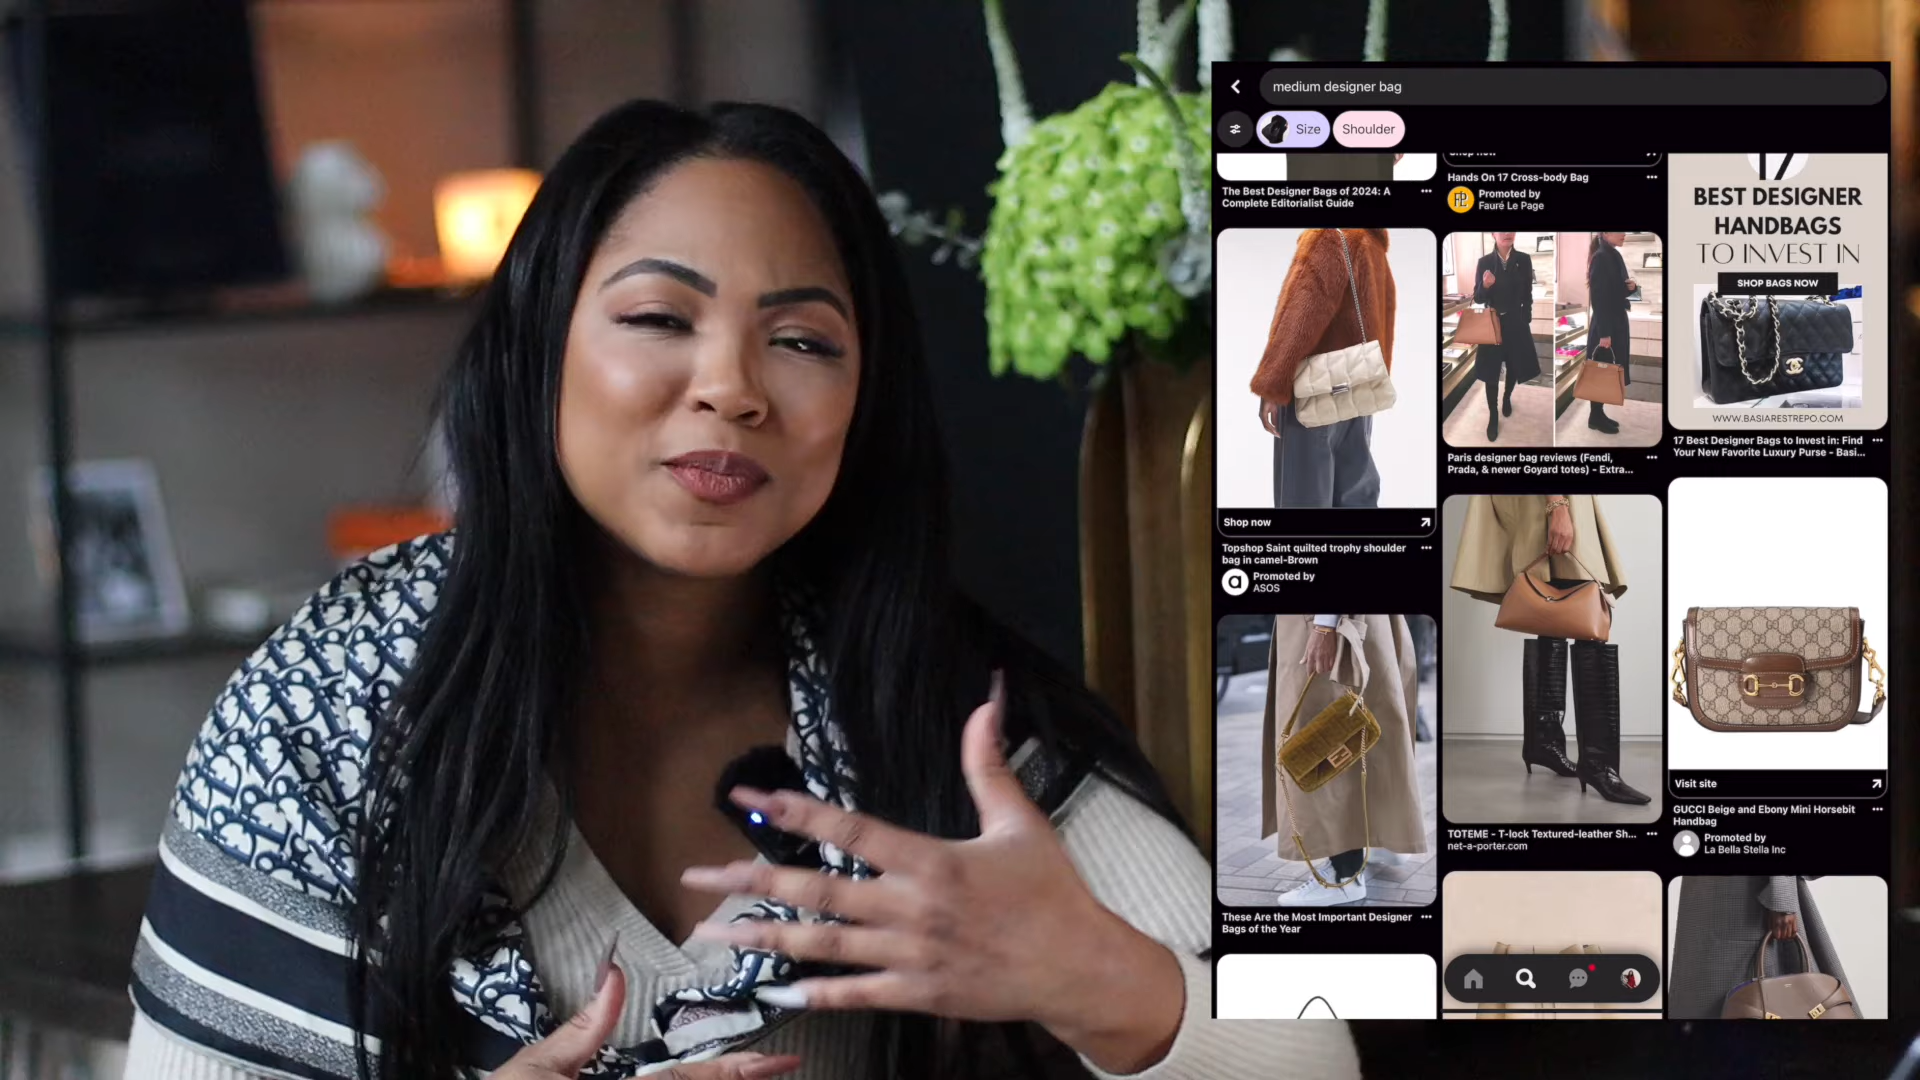 medium designer bag
Size
Shoulder
The Best Designer Bags of 2024: A
Complete Editorialist Guide
Shop now
Topshop Saint quilted trophy shoulder
bag in camel-Brown
Promoted by
ASOS
These Are the Most Important Designer
Bags of the Year
Hands On 17 Cross-body Bag
Promoted by
Fauré Le Page
Paris designer bag reviews (Fendi,
Prada, & newer Goyard totes) - Extra...
TOTEME - T-lock Textured-leather Sh...
net-a-porter.com
17
BEST DESIGNER
HANDBAGS
TO INVEST IN
SHOP BAGS NOW
WWW.BASIARESTREPO.COM
17 Best Designer Bags to Invest in: Find
Your New Favorite Luxury Purse - Basi...
Visit site
GUCCI Beige and Ebony Mini Horsebit
Handbag
Promoted by
La Bella Stella Inc